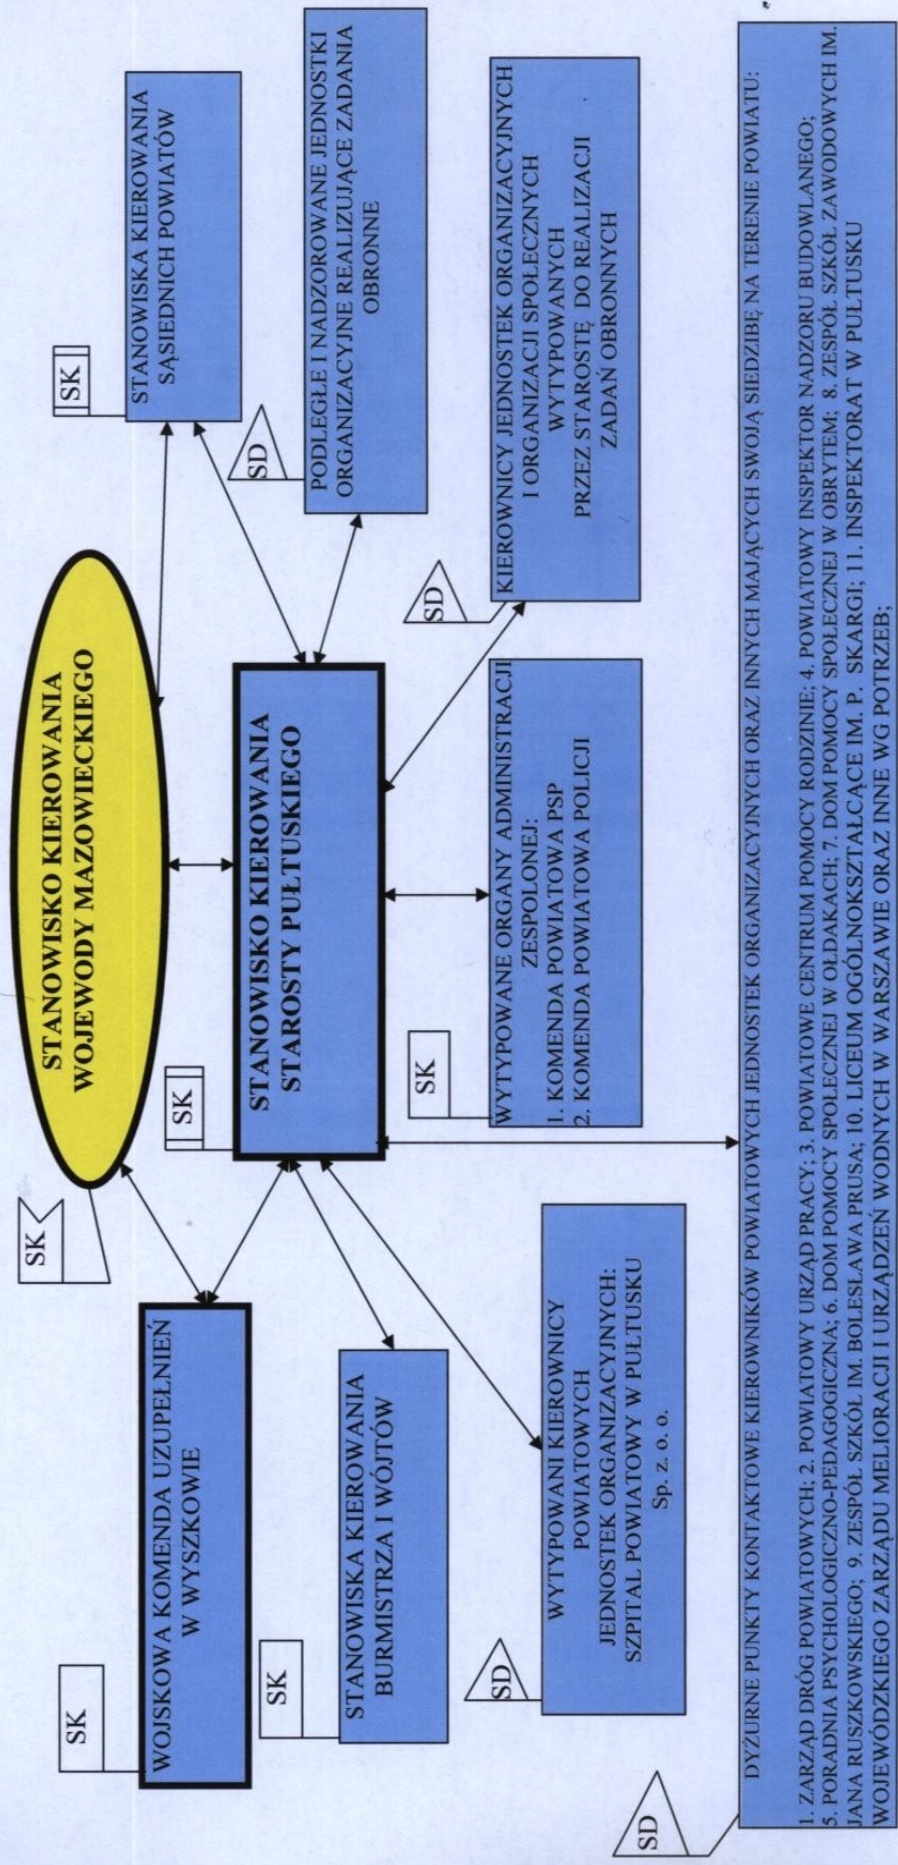 STANOWISKO KIEROWANIA
WOJEWODY MAZOWIECKIEGO
SK
SK
WOJSKOWA KOMENDA UZUPEŁNIEŃ
W WYSZKOWIE
SK
STANOWISKA KIEROWANIA
SĄSIEDNICH POWIATÓW
SK
STANOWISKO KIEROWANIA
STAROSTY PUŁTUSKIEGO
SK
STANOWISKA KIEROWANIA
BURMISTRZA I WÓJTÓW
SD
PODLEGŁE I NADZOROWANE JEDNOSTKI
ORGANIZACYJNE REALIZUJĄCE ZADANIA
OBRONNE
SD
WYTYPOWANI KIEROWNICY
POWIATOWYCH
JEDNOSTEK ORGANIZACYJNYCH:
SZPITAL POWIATOWY W PUŁTUSKU
Sp. z. o. o.
SK
WYTYPOWANE ORGANY ADMINISTRACJI
ZESPOLONEJ:
1. KOMENDA POWIATOWA PSP
2. KOMENDA POWIATOWA POLICJI
SD
KIEROWNICY JEDNOSTEK ORGANIZACYJNYCH
I ORGANIZACJI SPOŁECZNYCH
WYTYPOWANYCH
PRZEZ STAROSTĘ DO REALIZACJI
ZADAŃ OBRONNYCH
SD
DYŻURNE PUNKTY KONTAKTOWE KIEROWNIKÓW POWIATOWYCH JEDNOSTEK ORGANIZACYJNYCH ORAZ INNYCH MAJĄCYCH SWOJĄ SIEDZIBĘ NA TERENIE POWIATU:
1. ZARZĄD DRÓG POWIATOWYCH; 2. POWIATOWY URZĄD PRACY; 3. POWIATOWE CENTRUM POMOCY RODZINIE; 4. POWIATOWY INSPEKTOR NADZORU BUDOWLANEGO;
5. PORADNIA PSYCHOLOGICZNO-PEDAGOGICZNA; 6. DOM POMOCY SPOŁECZNEJ W OŁDAKACH; 7. DOM POMOCY SPOŁECZNEJ W OBRYTEM; 8. ZESPÓŁ SZKÓŁ ZAWODOWYCH IM.
JANA RUSZKOWSKIEGO; 9. ZESPÓŁ SZKÓŁ IM. BOLESŁAWA PRUSA; 10. LICEUM OGÓLNOKSZTAŁCĄCE IM. P. SKARGI; 11. INSPEKTORAT W PUŁTUSKU
WOJEWÓDZKIEGO ZARZĄDU MELIORACJI I URZĄDZEŃ WODNYCH W WARSZAWIE ORAZ INNE WG POTRZEB;